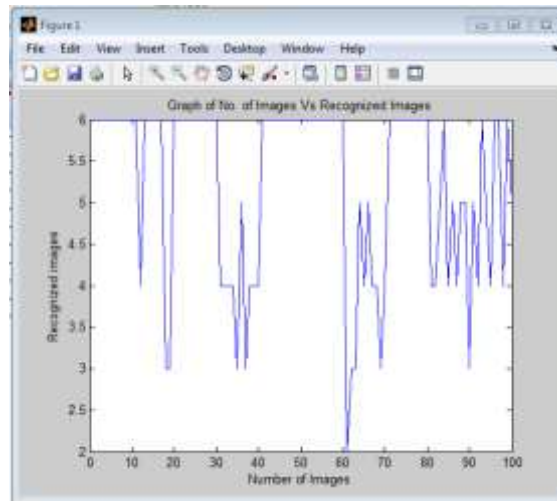 Figure 1
File Edit View Insert Tools Desktop Window Help
Graph of No. of Images Vs Recognized Images
6
5.5
5
4.5
4
3.5
3
2.5
2
Recognized images
0 10 20 30 40 50 60 70 80 90 100
Number of Images